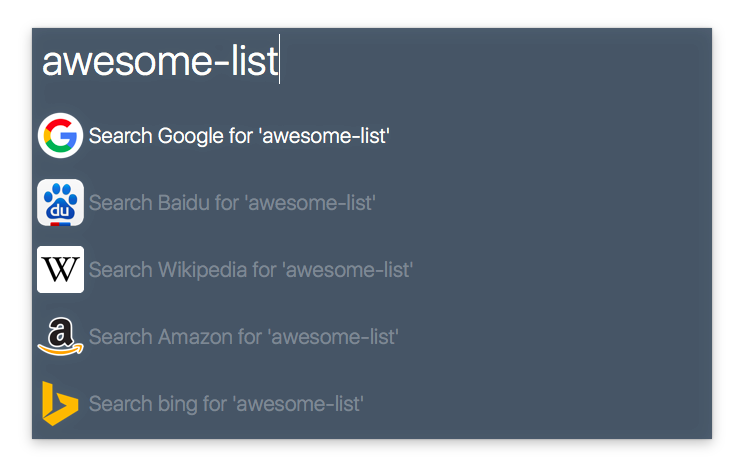 awesome-list
Search Google for 'awesome-list'
du
Search Baidu for 'awesome-list'
W
Search Wikipedia for 'awesome-list'
a
Search Amazon for 'awesome-list'
Search bing for 'awesome-list'